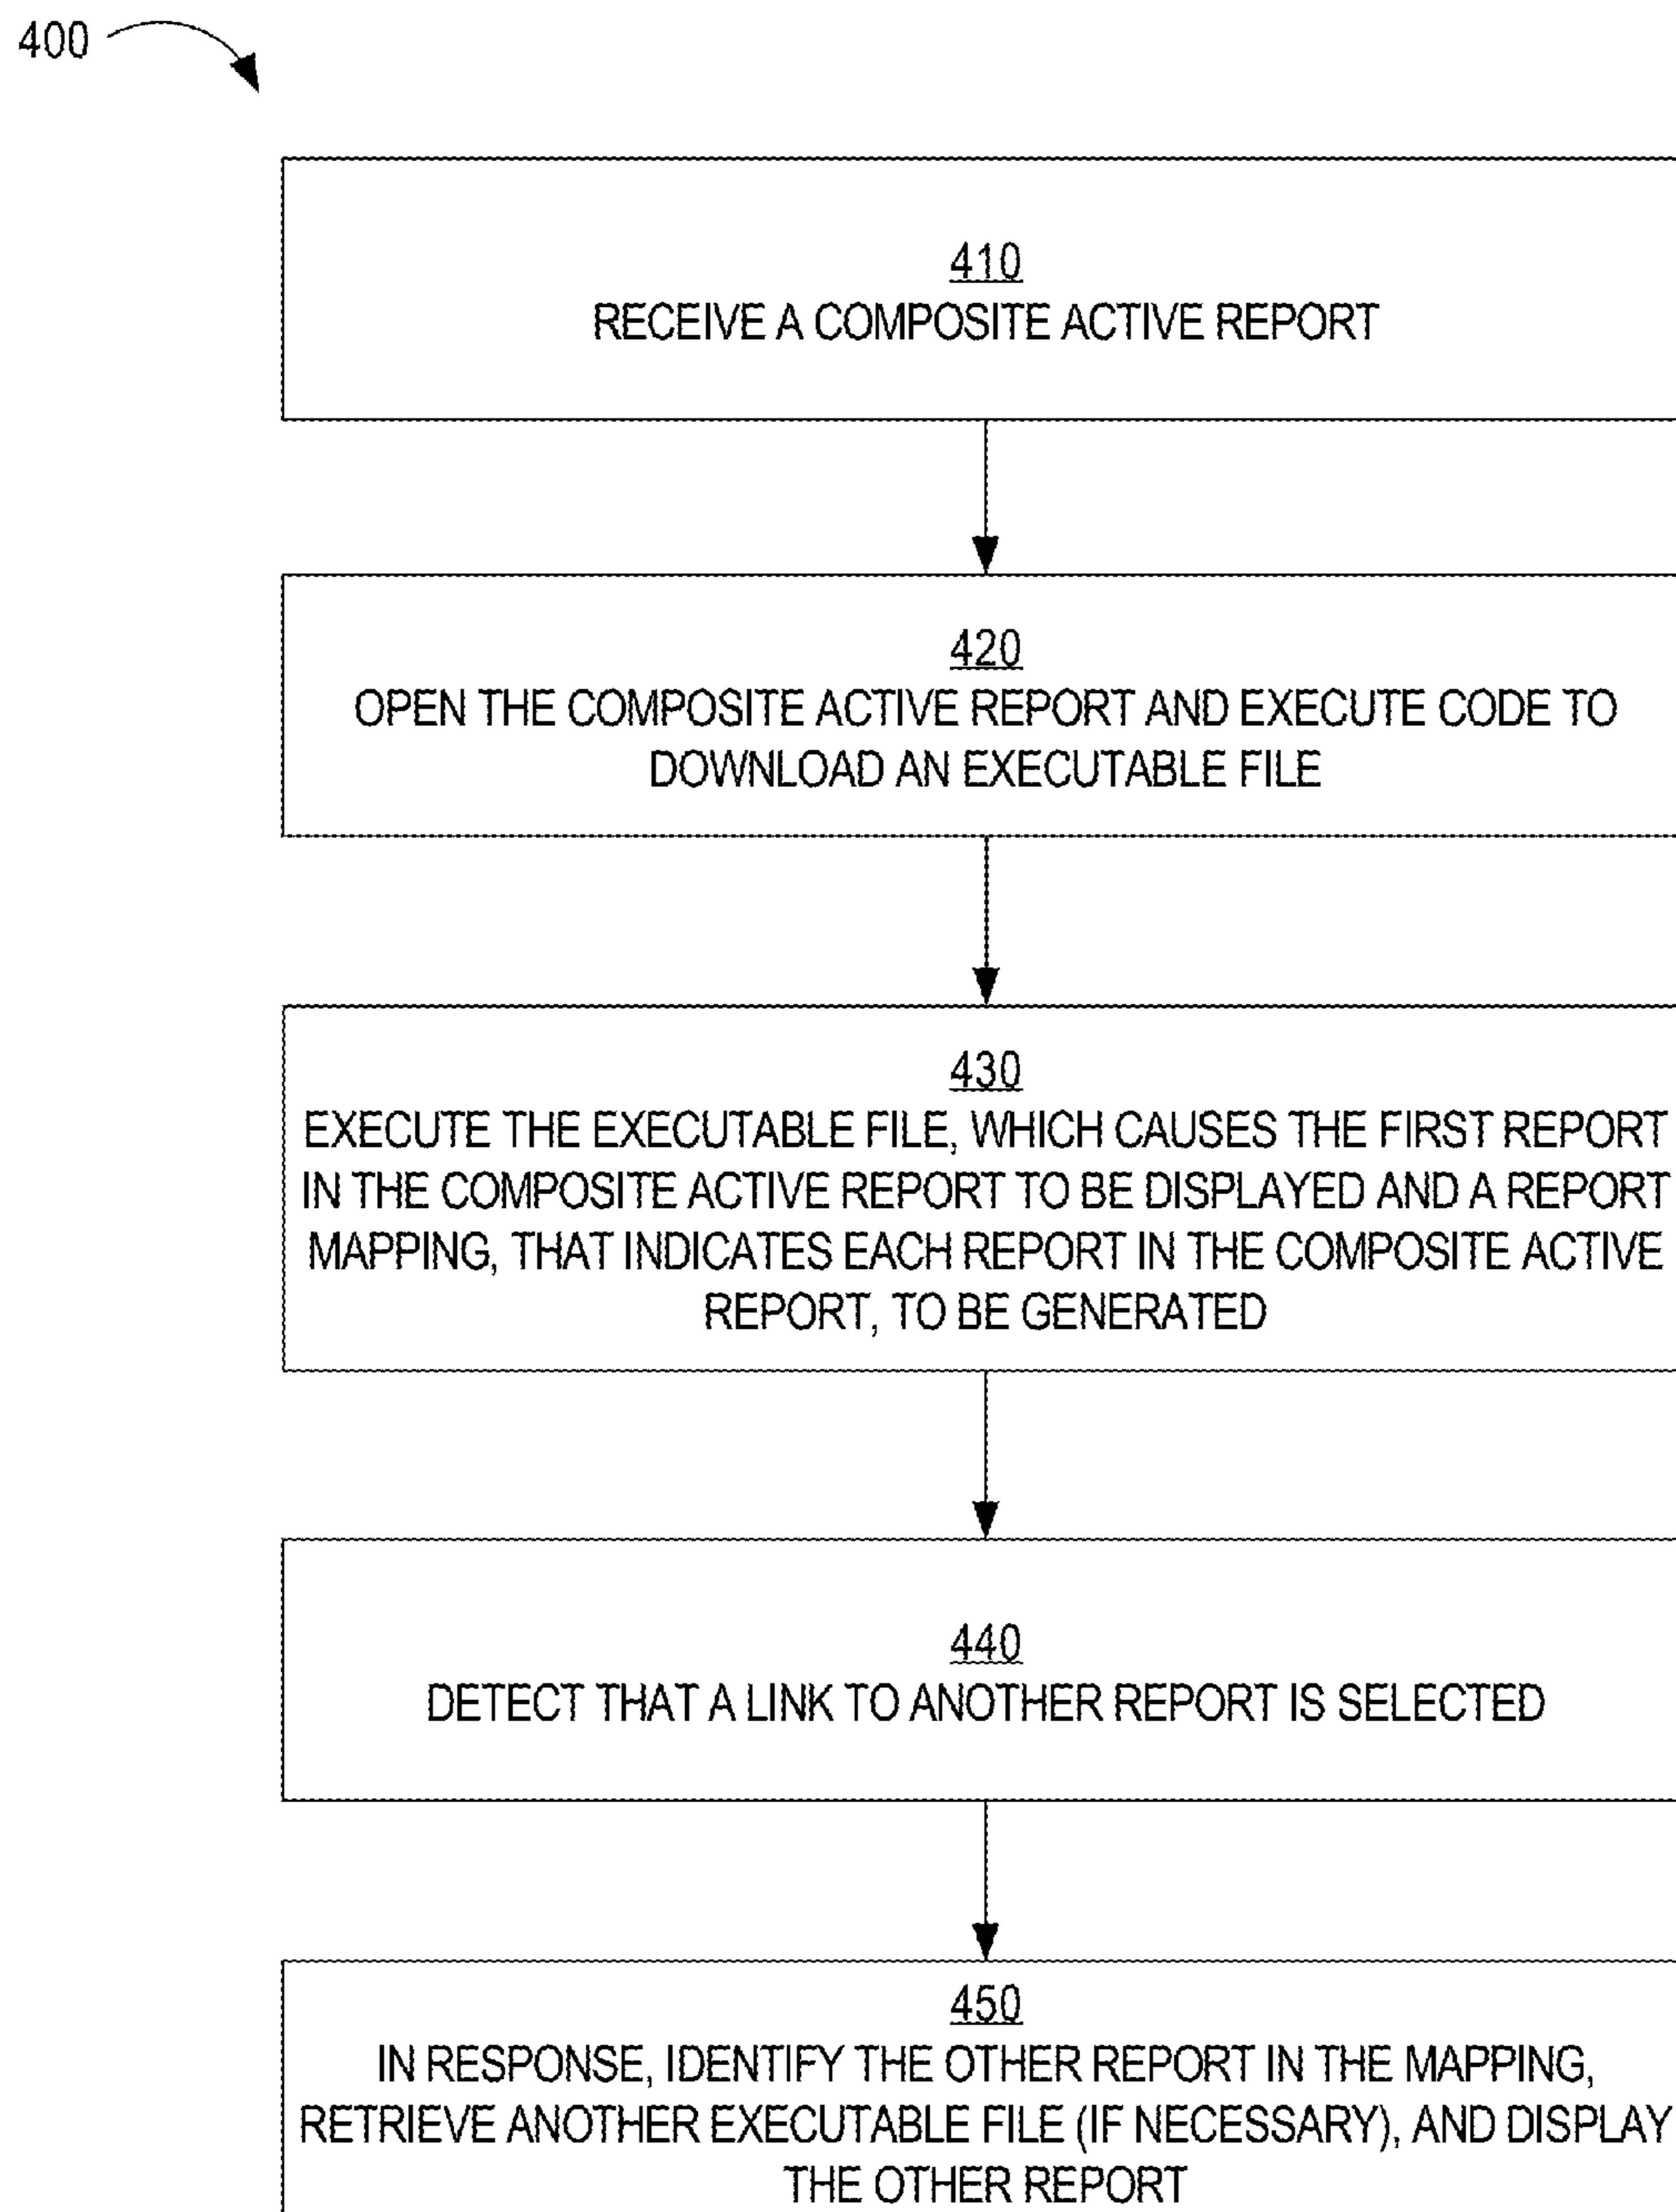 400
410
RECEIVE A COMPOSITE ACTIVE REPORT
420
OPEN THE COMPOSITE ACTIVE REPORT AND EXECUTE CODE TO
DOWNLOAD AN EXECUTABLE FILE
430
EXECUTE THE EXECUTABLE FILE, WHICH CAUSES THE FIRST REPORT
IN THE COMPOSITE ACTIVE REPORT TO BE DISPLAYED AND A REPORT
MAPPING, THAT INDICATES EACH REPORT IN THE COMPOSITE ACTIVE
REPORT, TO BE GENERATED
440
DETECT THAT A LINK TO ANOTHER REPORT IS SELECTED
450
IN RESPONSE, IDENTIFY THE OTHER REPORT IN THE MAPPING,
RETRIEVE ANOTHER EXECUTABLE FILE (IF NECESSARY), AND DISPLAY
THE OTHER REPORT